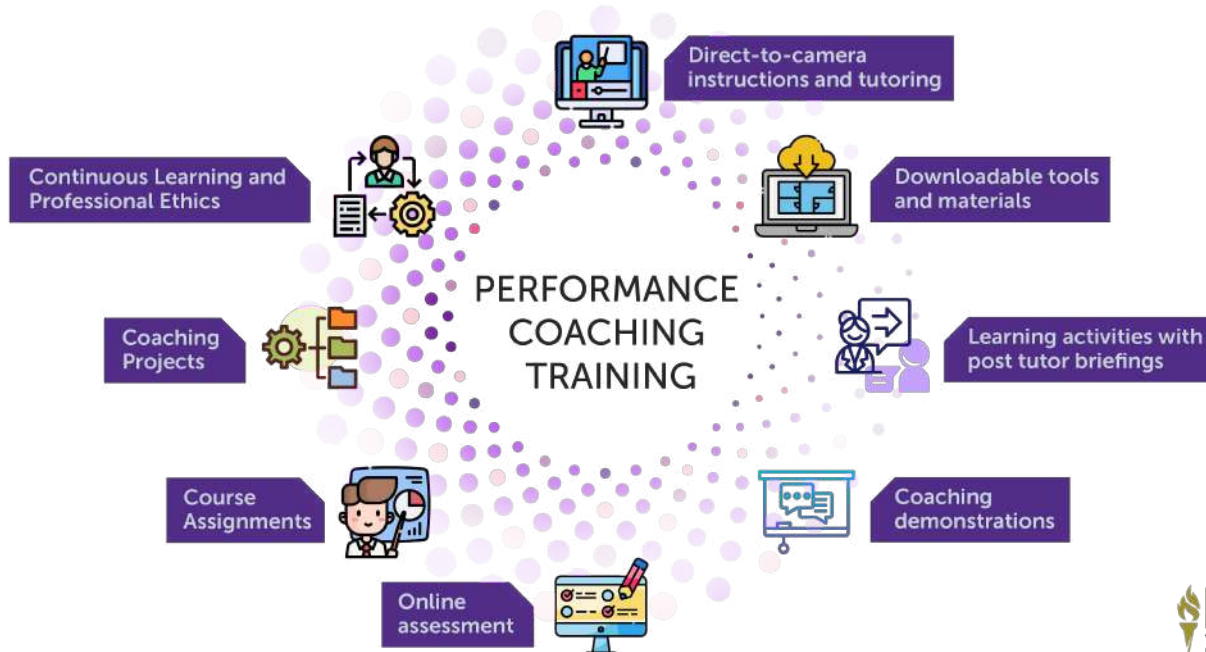 Direct-to-camera
instructions and tutoring
Continuous Learning and
Professional Ethics
Downloadable tools
and materials
PERFORMANCE
COACHING
TRAINING
Coaching
Projects
Learning activities with
post tutor briefings
Course
Assignments
Coaching
demonstrations
Online
assessment